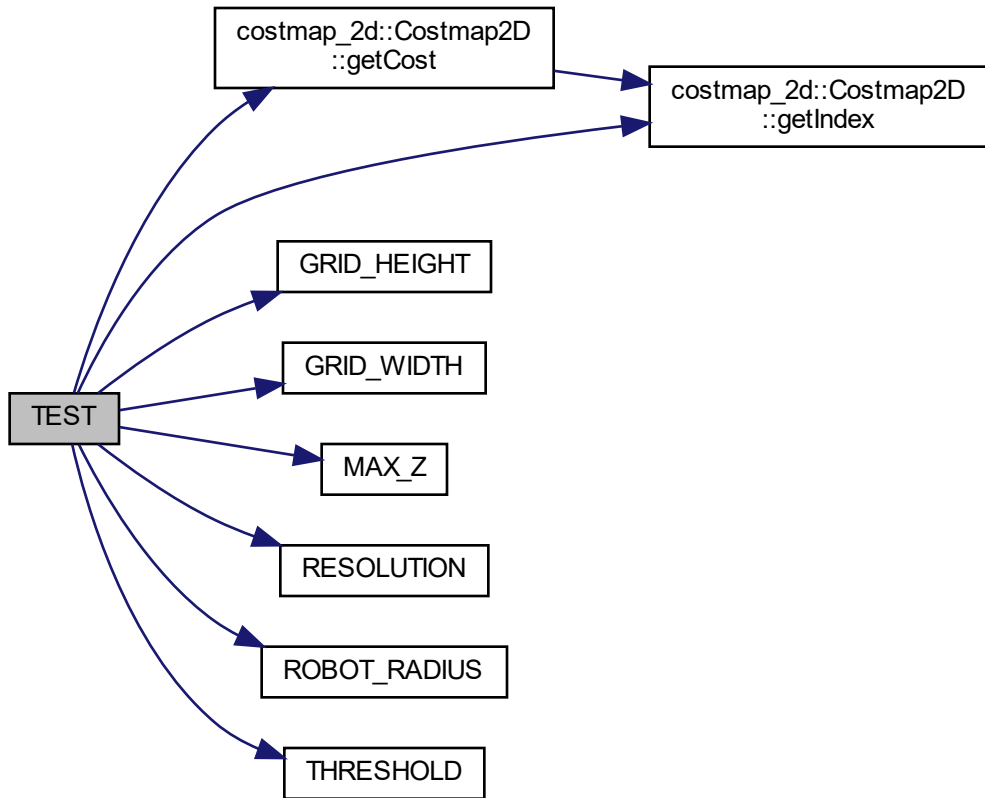 costmap_2d::Costmap2D
::getCost
costmap_2d::Costmap2D
::getIndex
GRID_HEIGHT
GRID_WIDTH
TEST
MAX_Z
RESOLUTION
ROBOT_RADIUS
THRESHOLD